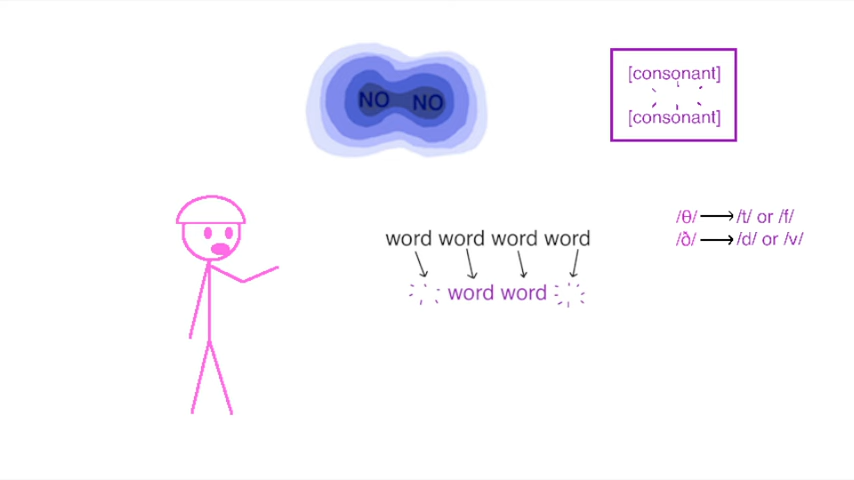 NO NO
[consonant]
[consonant]
/θ/ → /t/ or /f/
/ð/ → /d/ or /v/
word word word word
word word